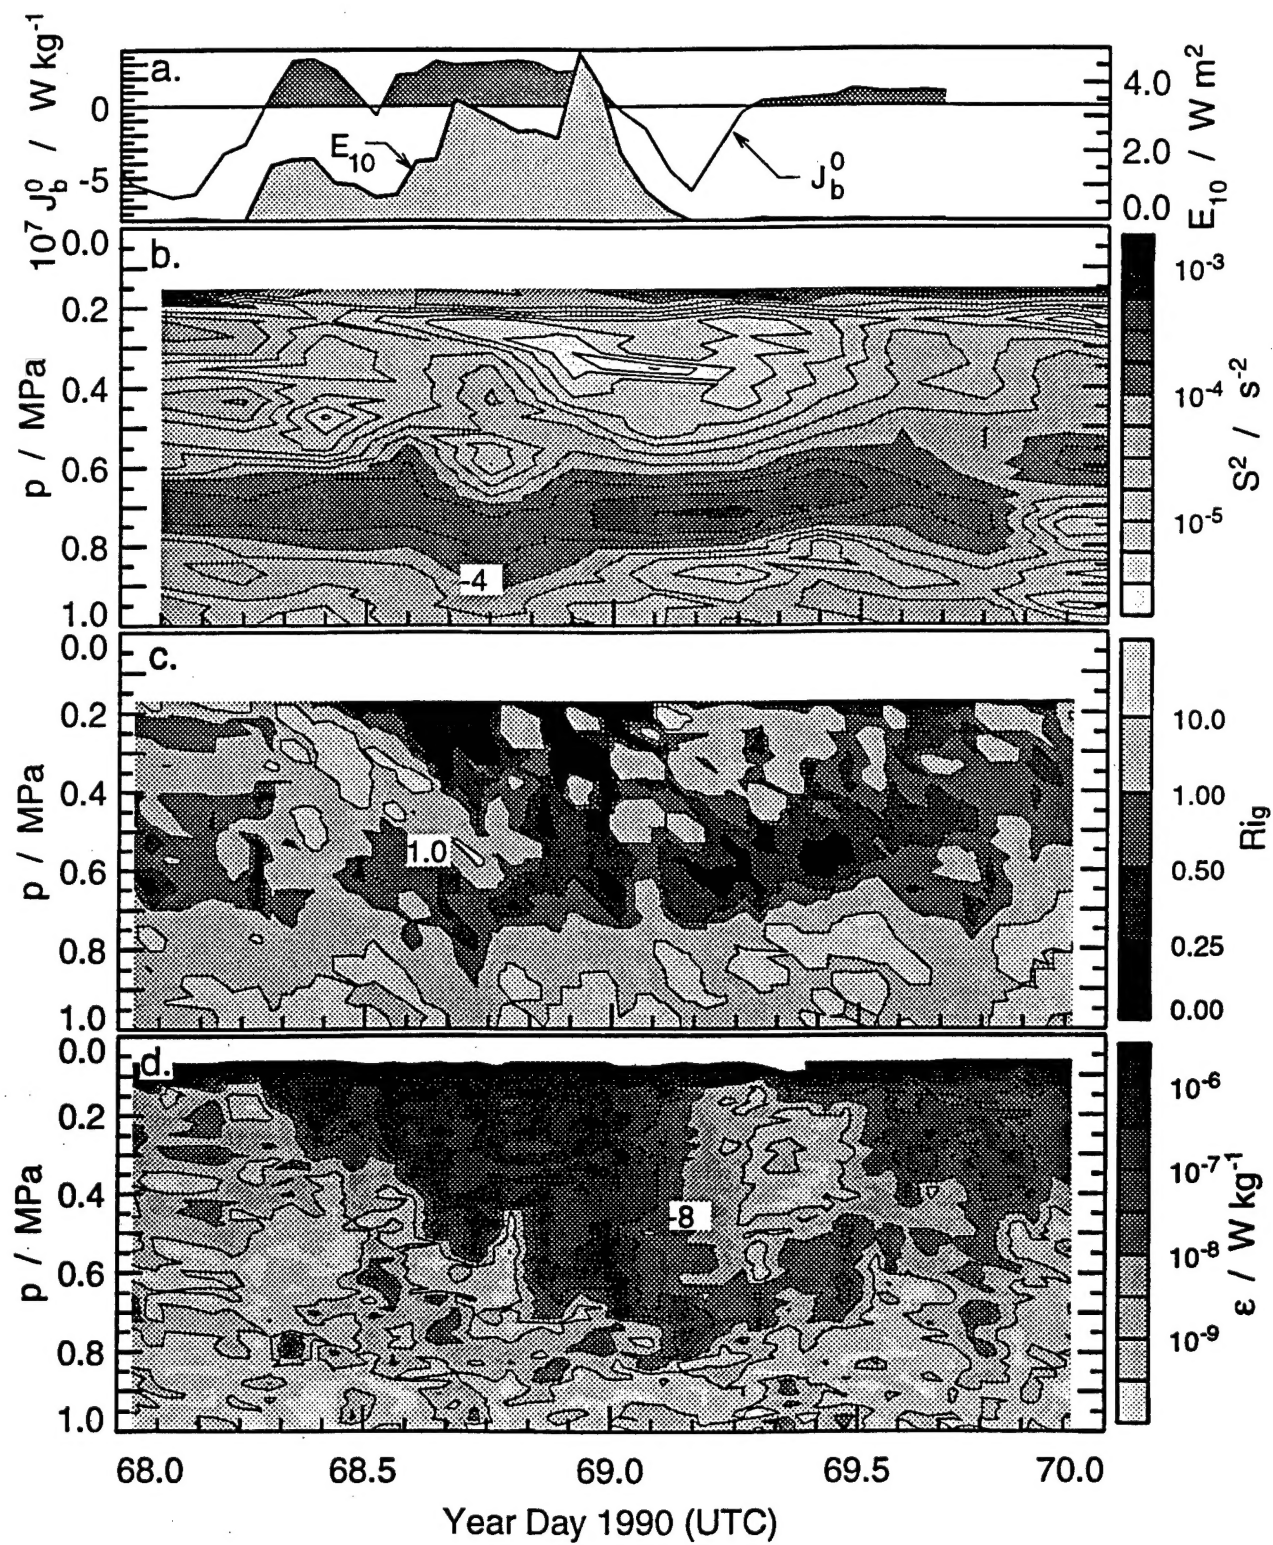 a.
10⁷ J_b⁰ / W kg⁻¹
0
-5
E₁₀
J_b⁰
4.0
2.0
0.0
E₁₀ / W m²
b.
p / MPa
0.0
0.2
0.4
0.6
0.8
1.0
-4
10⁻³
10⁻⁴
10⁻⁵
S² / s⁻²
c.
p / MPa
0.0
0.2
0.4
0.6
0.8
1.0
1.0
10.0
1.00
0.50
0.25
0.00
Ri_g
d.
p / MPa
0.0
0.2
0.4
0.6
0.8
1.0
-8
10⁻⁶
10⁻⁷
10⁻⁸
10⁻⁹
ε / W kg⁻¹
68.0 68.5 69.0 69.5 70.0
Year Day 1990 (UTC)